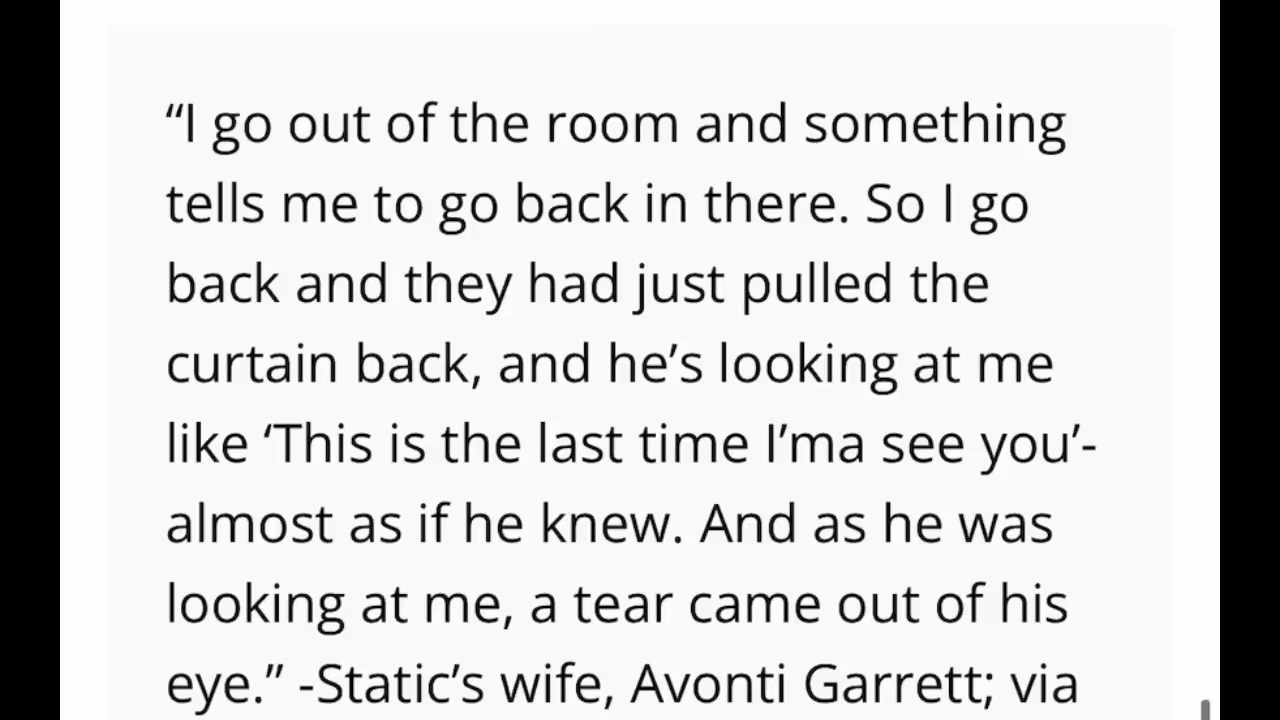 “I go out of the room and something
tells me to go back in there. So I go
back and they had just pulled the
curtain back, and he’s looking at me
like ‘This is the last time I’ma see you’-
almost as if he knew. And as he was
looking at me, a tear came out of his
eye.” -Static’s wife, Avonti Garrett; via